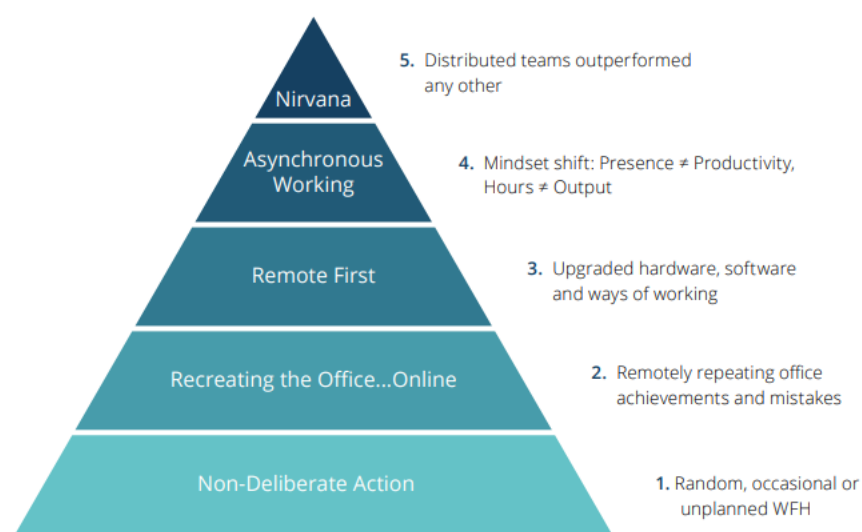 Nirvana
5. Distributed teams outperformed
any other
Asynchronous
Working
4. Mindset shift: Presence ≠ Productivity,
Hours ≠ Output
Remote First
3. Upgraded hardware, software
and ways of working
Recreating the Office...Online
2. Remotely repeating office
achievements and mistakes
Non-Deliberate Action
1. Random, occasional or
unplanned WFH